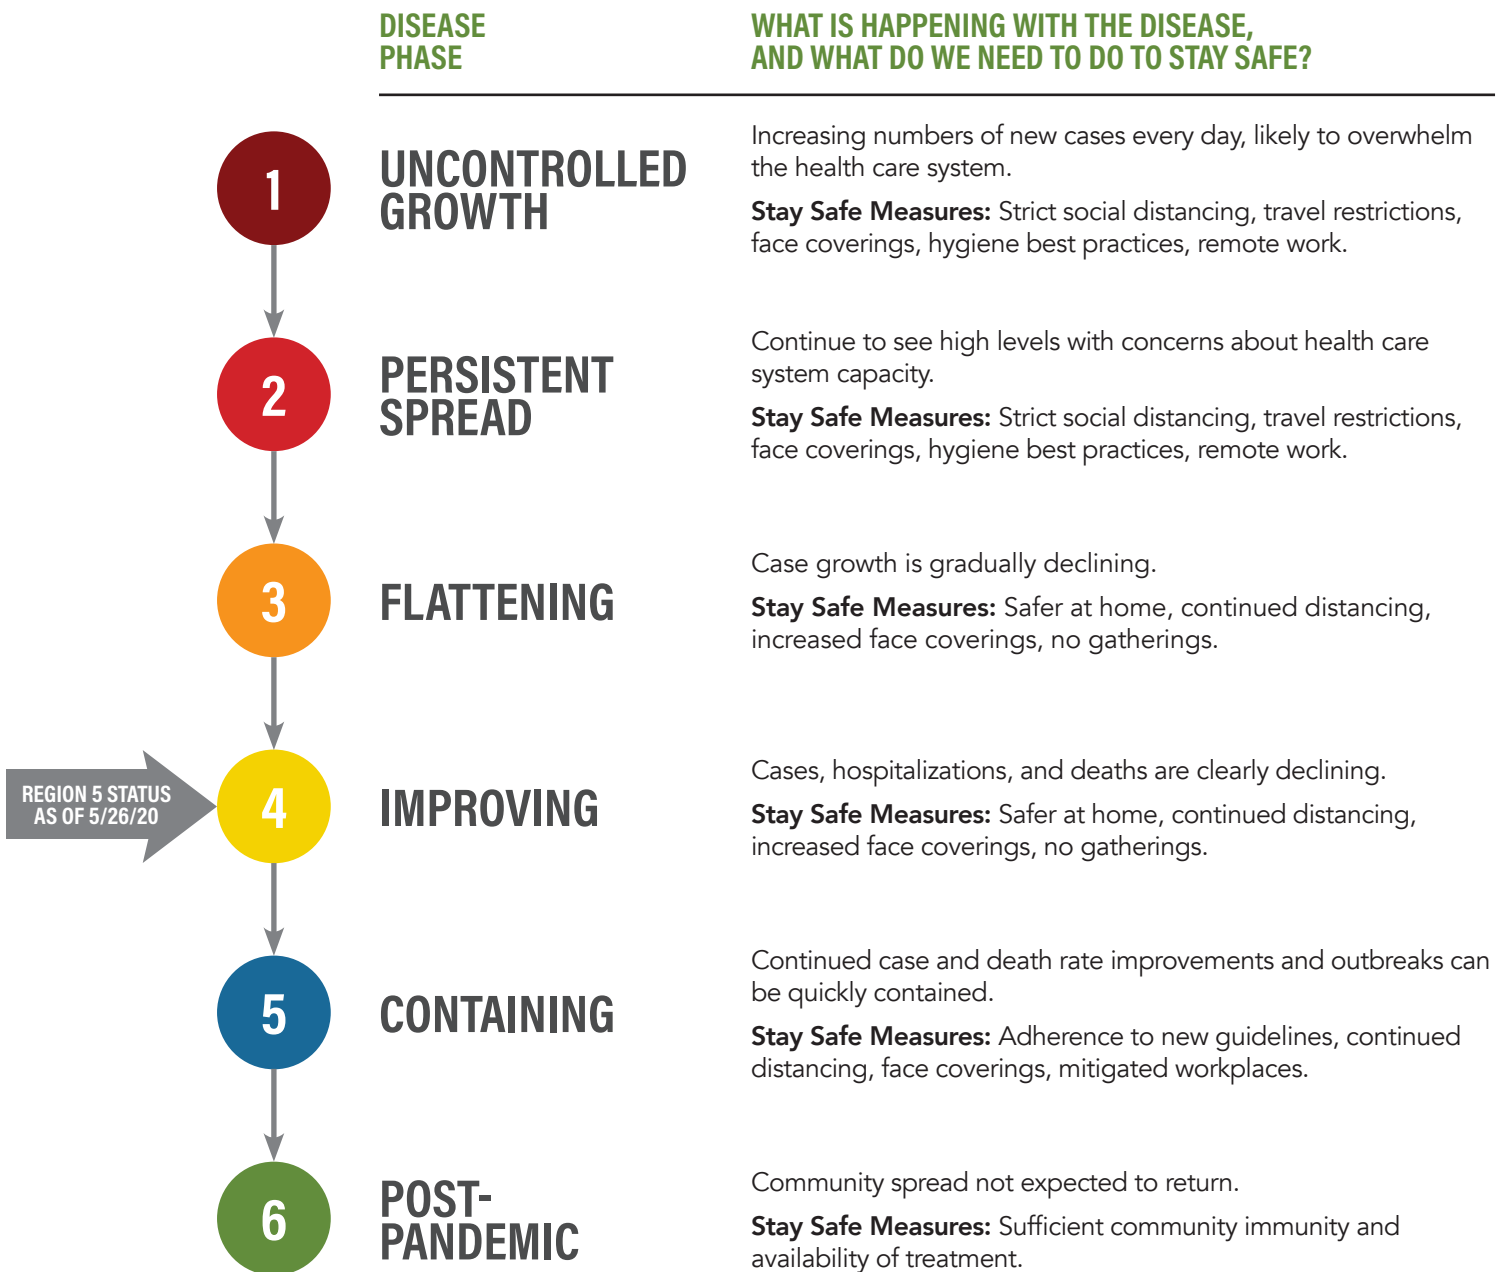 DISEASE
PHASE
WHAT IS HAPPENING WITH THE DISEASE,
AND WHAT DO WE NEED TO DO TO STAY SAFE?
1
UNCONTROLLED
GROWTH
Increasing numbers of new cases every day, likely to overwhelm
the health care system.
Stay Safe Measures: Strict social distancing, travel restrictions,
face coverings, hygiene best practices, remote work.
2
PERSISTENT
SPREAD
Continue to see high levels with concerns about health care
system capacity.
Stay Safe Measures: Strict social distancing, travel restrictions,
face coverings, hygiene best practices, remote work.
3
FLATTENING
Case growth is gradually declining.
Stay Safe Measures: Safer at home, continued distancing,
increased face coverings, no gatherings.
REGION 5 STATUS
AS OF 5/26/20
4
IMPROVING
Cases, hospitalizations, and deaths are clearly declining.
Stay Safe Measures: Safer at home, continued distancing,
increased face coverings, no gatherings.
5
CONTAINING
Continued case and death rate improvements and outbreaks can
be quickly contained.
Stay Safe Measures: Adherence to new guidelines, continued
distancing, face coverings, mitigated workplaces.
6
POST-
PANDEMIC
Community spread not expected to return.
Stay Safe Measures: Sufficient community immunity and
availability of treatment.